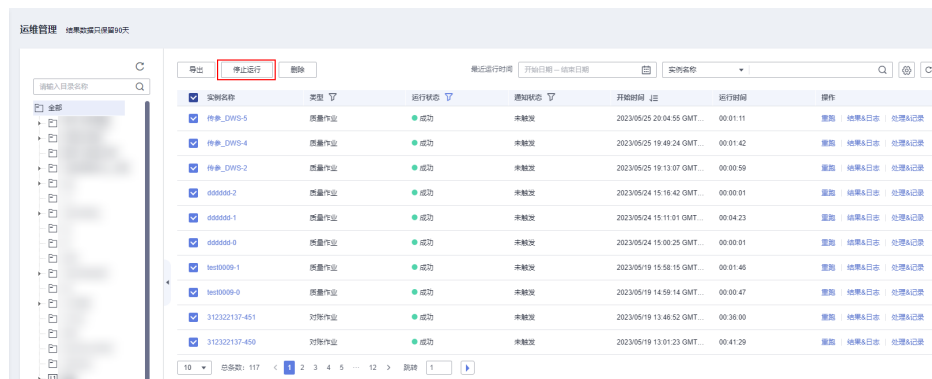 运维管理 结果数据只保留90天
请输入目录名称
全部
导出 停止运行 删除 最近运行时间 开始日期 – 结束日期 实例名称
实例名称 类型 运行状态 通知状态 开始时间 运行时间 操作
传参_DWS-5 质量作业 成功 未触发 2023/05/25 20:04:55 GMT... 00:01:11 重跑 结果&日志 处理&记录
传参_DWS-4 质量作业 成功 未触发 2023/05/25 19:49:24 GMT... 00:01:42 重跑 结果&日志 处理&记录
传参_DWS-2 质量作业 成功 未触发 2023/05/25 19:13:07 GMT... 00:00:59 重跑 结果&日志 处理&记录
dddddd-2 质量作业 成功 未触发 2023/05/24 15:16:42 GMT... 00:00:01 重跑 结果&日志 处理&记录
dddddd-1 质量作业 成功 未触发 2023/05/24 15:11:01 GMT... 00:04:23 重跑 结果&日志 处理&记录
dddddd-0 质量作业 成功 未触发 2023/05/24 15:00:25 GMT... 00:00:01 重跑 结果&日志 处理&记录
test0009-1 质量作业 成功 未触发 2023/05/19 15:58:15 GMT... 00:01:46 重跑 结果&日志 处理&记录
test0009-0 质量作业 成功 未触发 2023/05/19 14:59:14 GMT... 00:00:47 重跑 结果&日志 处理&记录
312322137-451 对账作业 成功 未触发 2023/05/19 13:46:52 GMT... 00:36:00 重跑 结果&日志 处理&记录
312322137-450 对账作业 成功 未触发 2023/05/19 13:01:23 GMT... 00:41:29 重跑 结果&日志 处理&记录
10 总条数: 117 < 1 2 3 4 5 ... 12 > 跳转 1